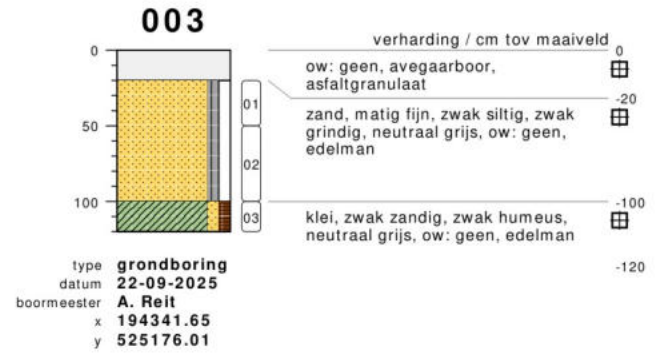 003
verharding / cm tov maaiveld
0
0
ow: geen, avegaarboor,
asfaltgranulaat
-20
01
zand, matig fijn, zwak siltig, zwak
grindig, neutraal grijs, ow: geen,
edelman
50
02
100
-100
03
klei, zwak zandig, zwak humeus,
neutraal grijs, ow: geen, edelman
-120
type grondboring
datum 22-09-2025
boormeester A. Reit
x 194341.65
y 525176.01